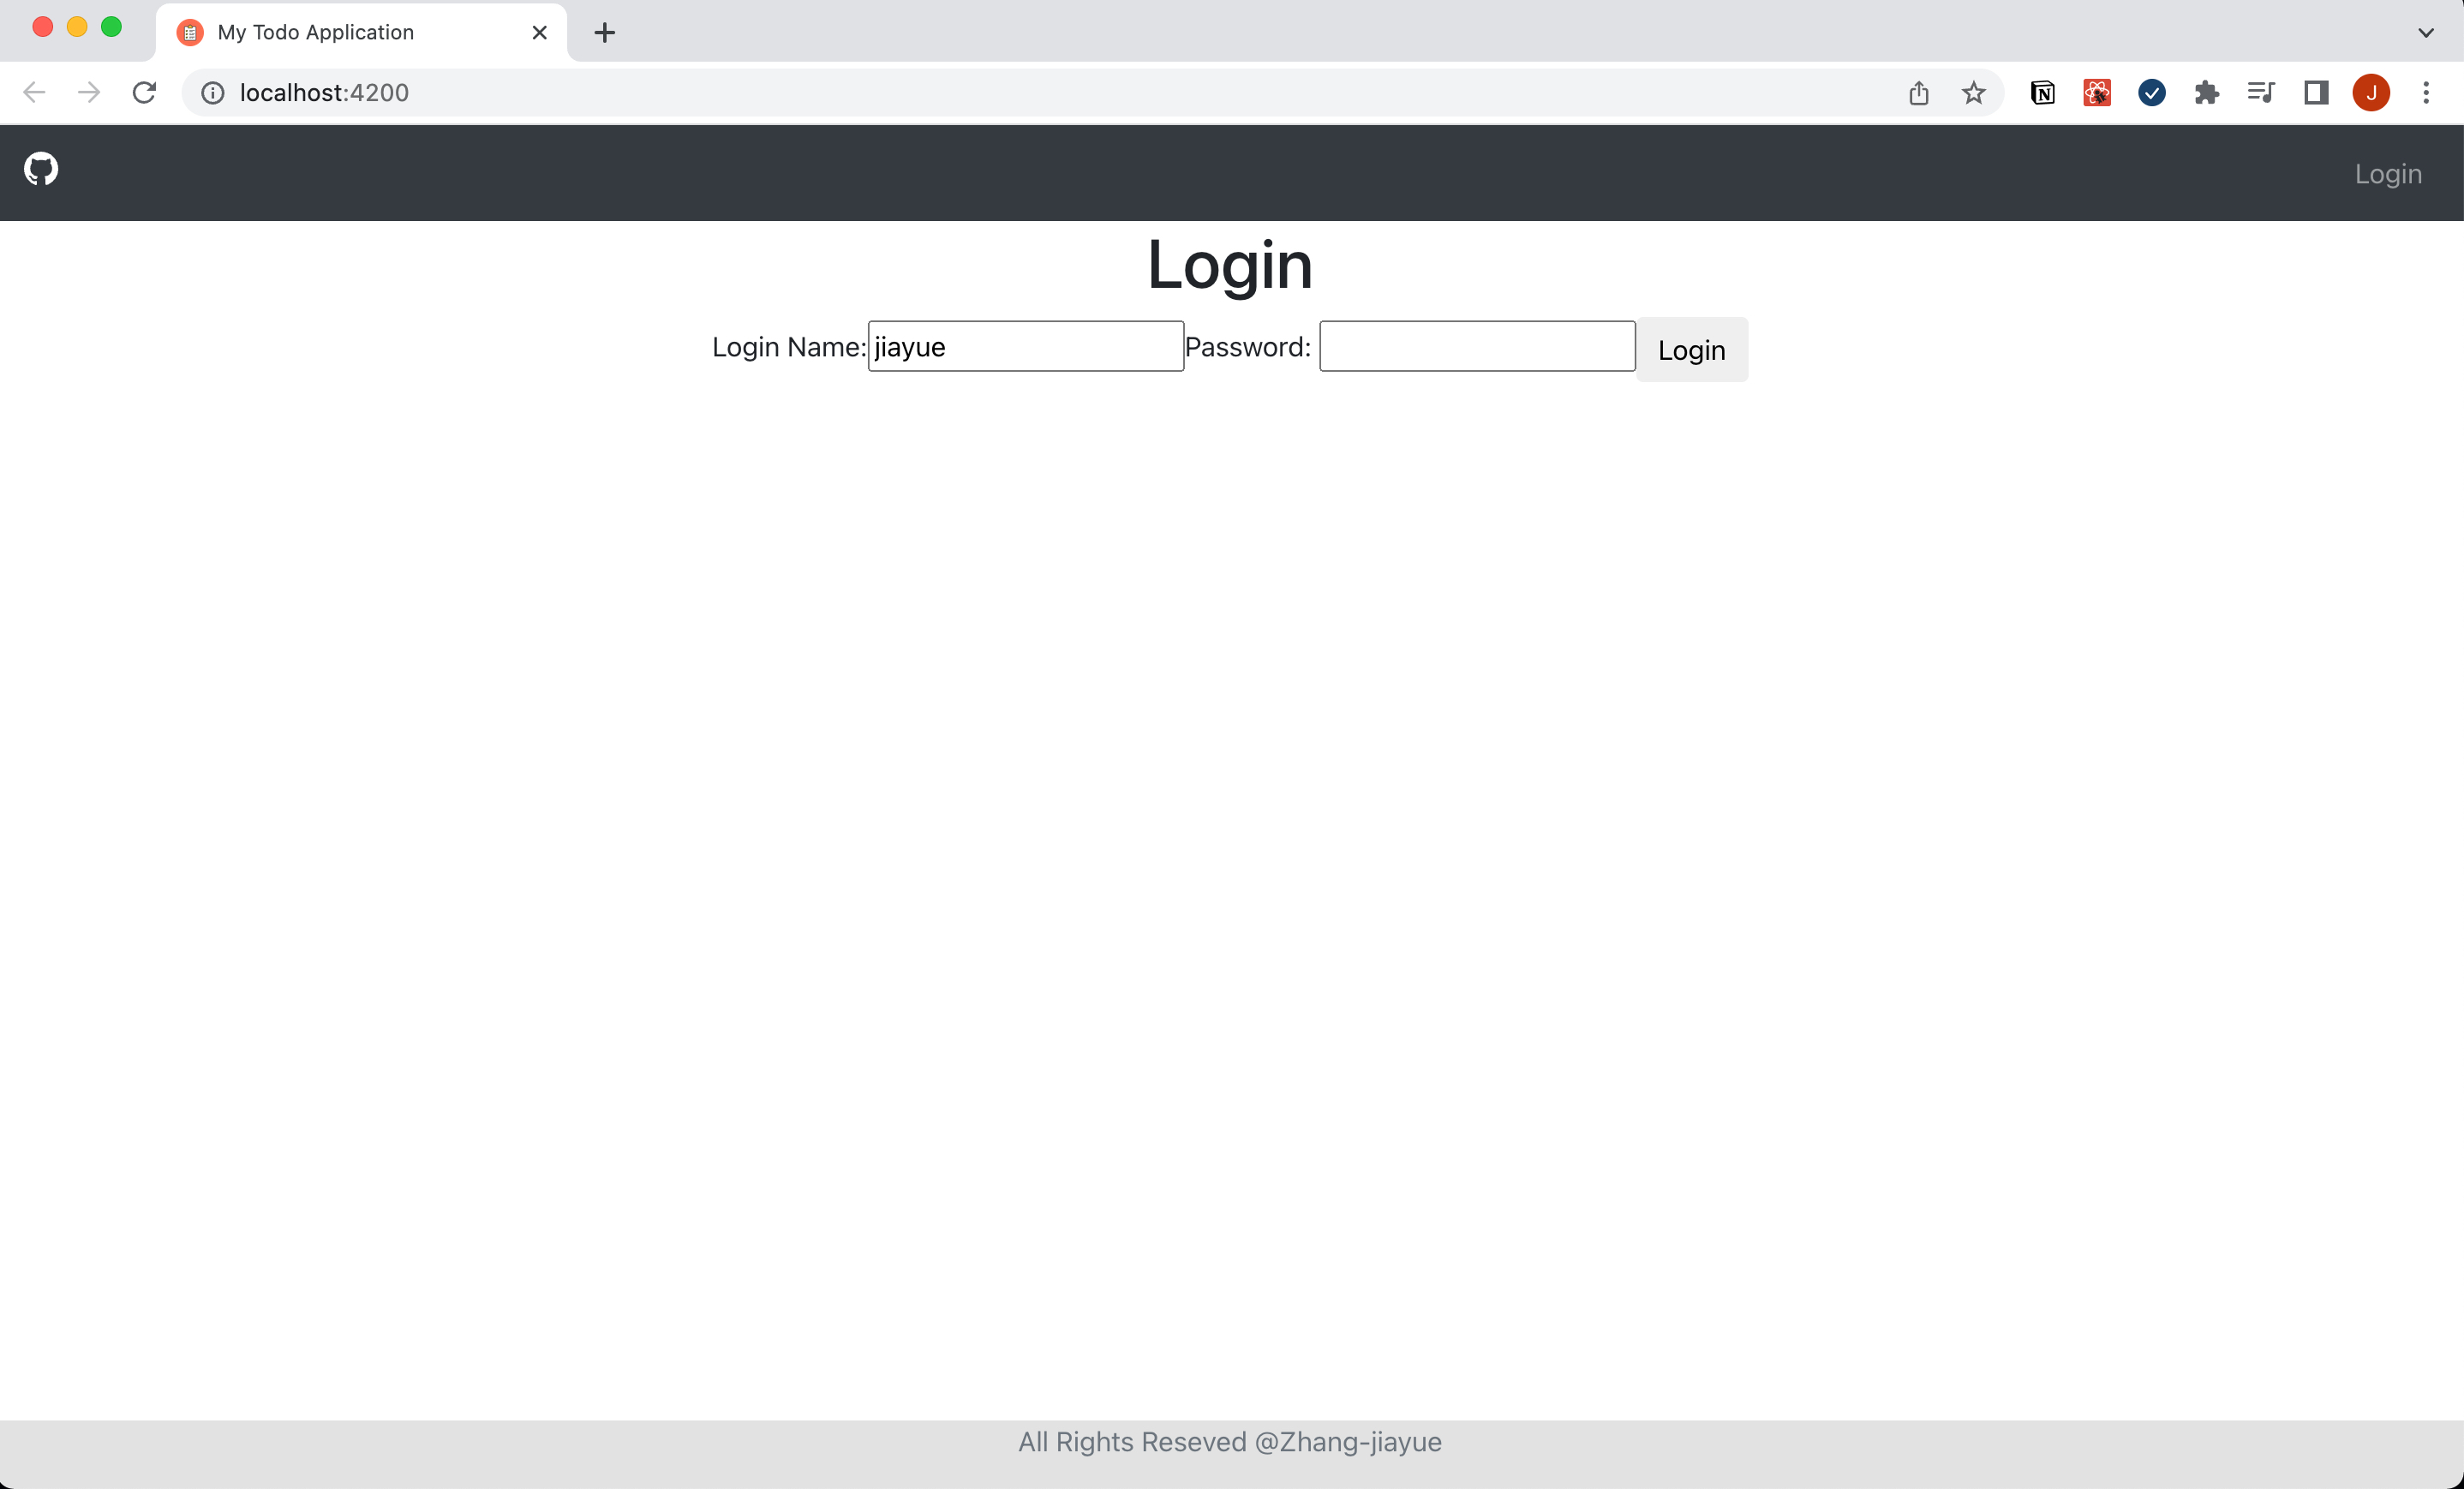 My Todo Application
localhost:4200
J
Login
Login
Login Name: jiayue Password: Login
All Rights Reseved @Zhang-jiayue